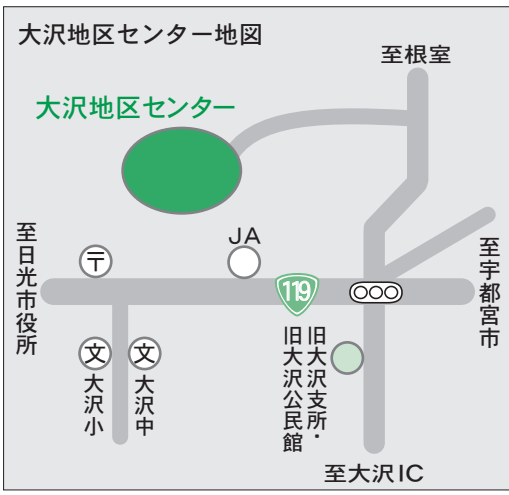 大沢地区センター地図
至根室
大沢地区センター
至日光市役所
〒
JA
119
至宇都宮市
文
文
大沢小
大沢中
旧大沢支所・
旧大沢公民館
至大沢IC